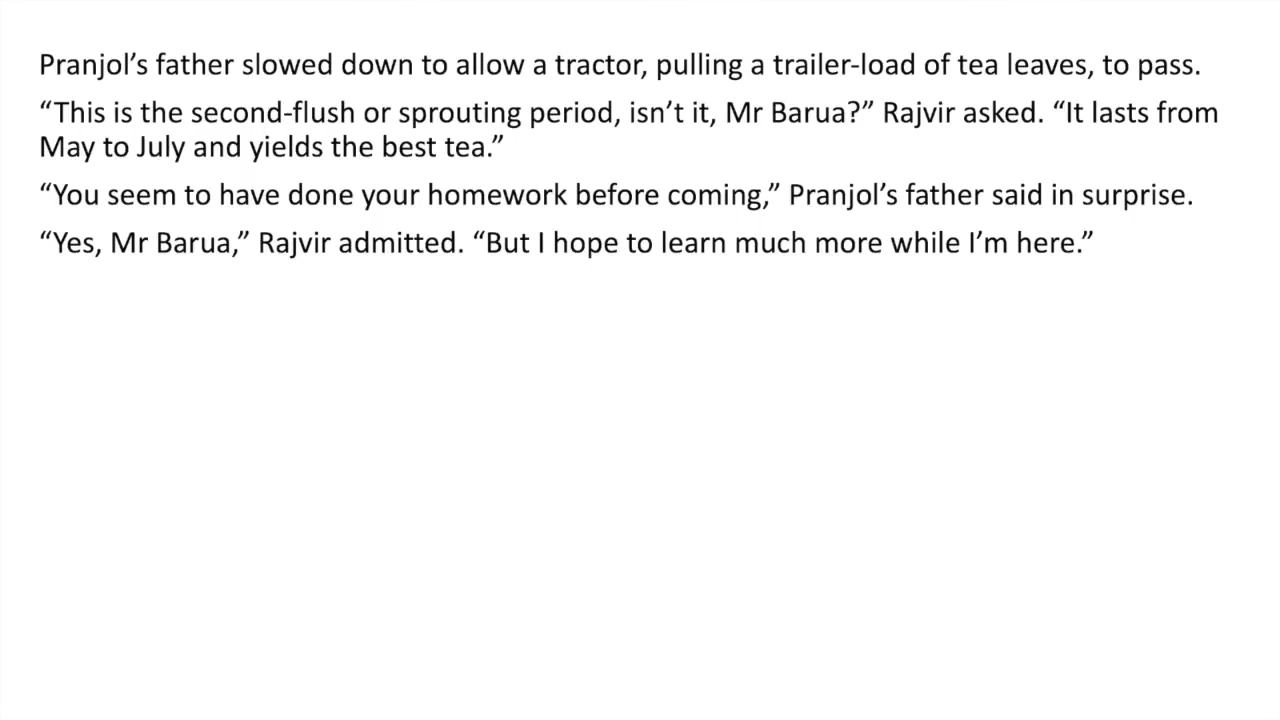 Pranjol’s father slowed down to allow a tractor, pulling a trailer-load of tea leaves, to pass.
“This is the second-flush or sprouting period, isn’t it, Mr Barua?” Rajvir asked. “It lasts from
May to July and yields the best tea.”
“You seem to have done your homework before coming,” Pranjol’s father said in surprise.
“Yes, Mr Barua,” Rajvir admitted. “But I hope to learn much more while I’m here.”